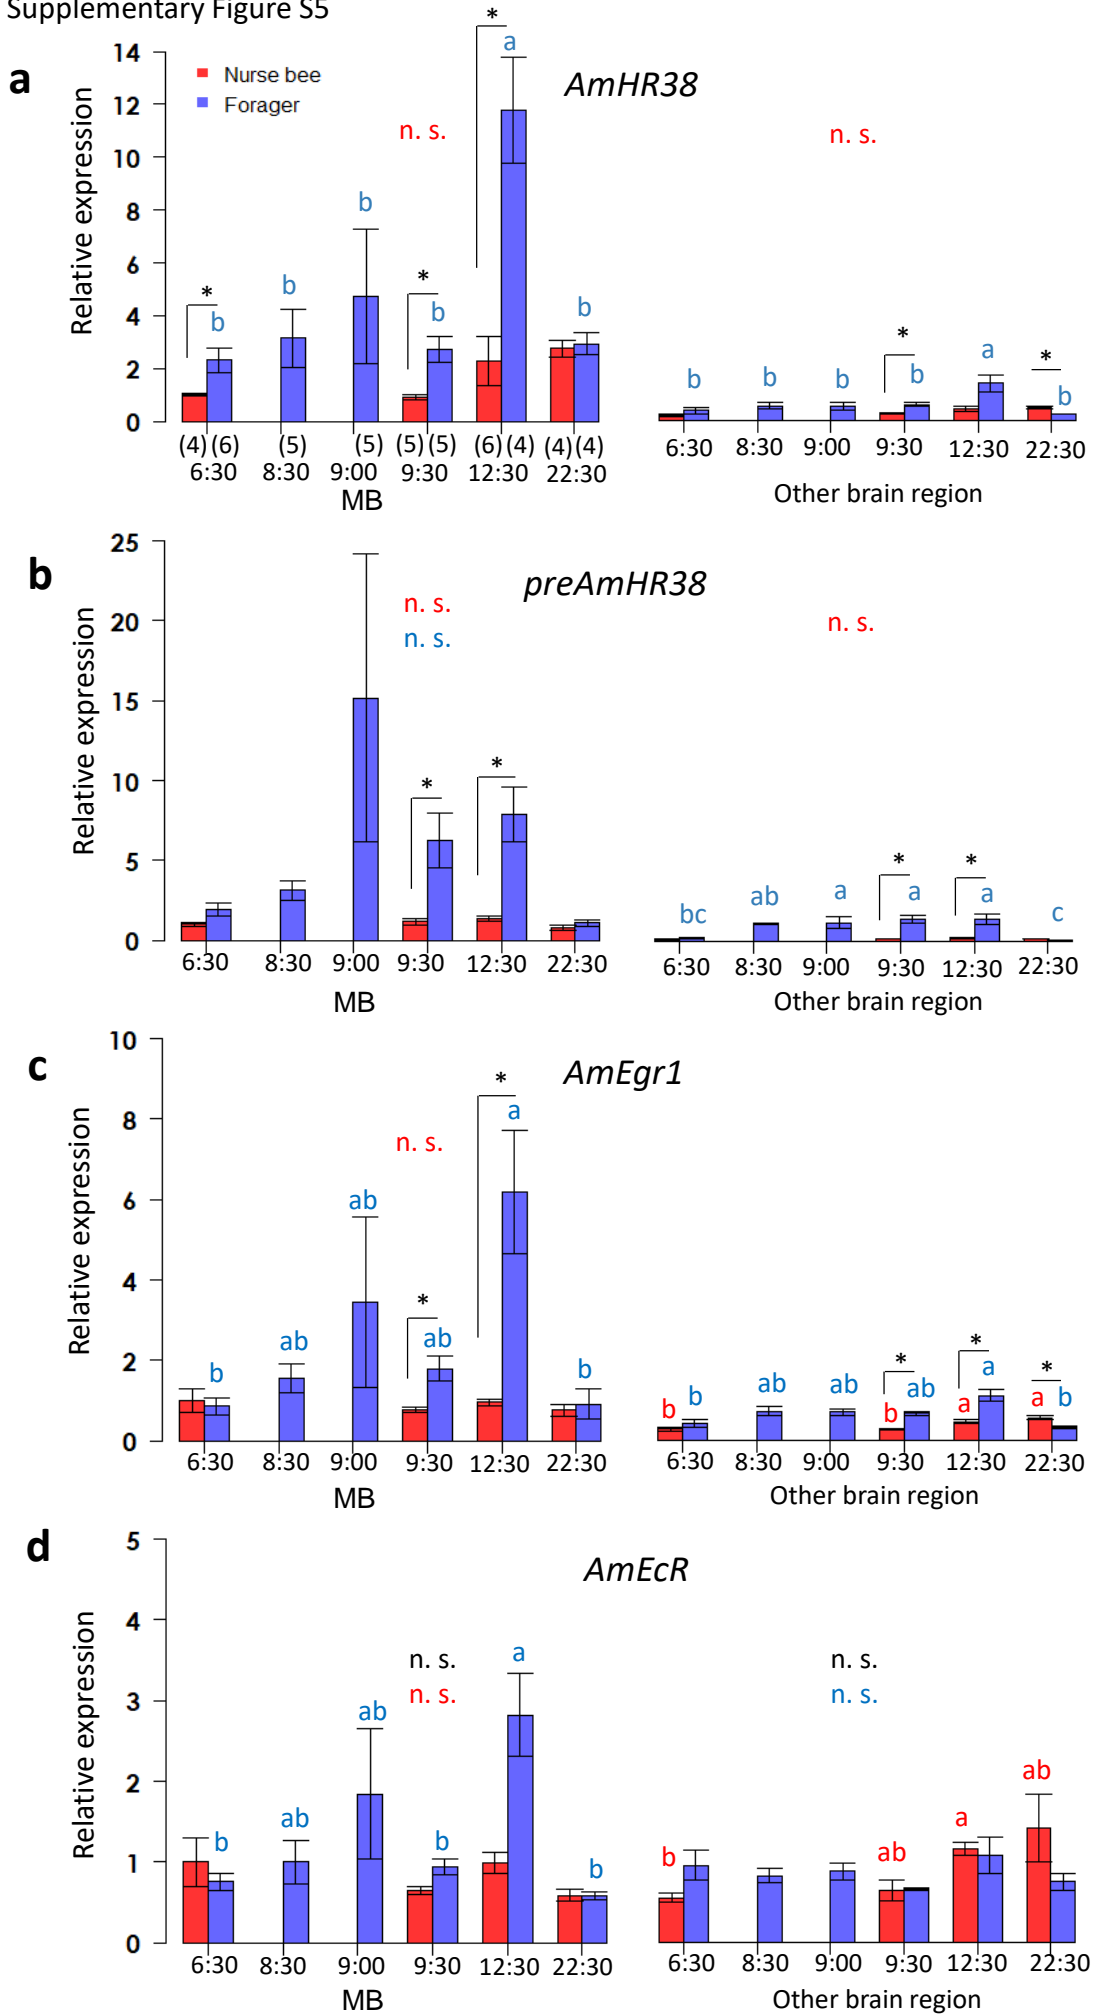 Supplementary Figure S5
a
AmHR38
Relative expression
14
12
10
8
6
4
2
0
Nurse bee
Forager
n. s.
n. s.
*
b
b
b
*
b
*
a
b
b
b
b
*
b
a
*
b
(4) (6) (5) (5) (5) (5) (6) (4) (4) (4)
6:30 8:30 9:00 9:30 12:30 22:30
MB
6:30 8:30 9:00 9:30 12:30 22:30
Other brain region
b
preAmHR38
Relative expression
25
20
15
10
5
0
n. s.
n. s.
n. s.
*
*
bc
ab
a
*
a
*
a
c
6:30 8:30 9:00 9:30 12:30 22:30
MB
6:30 8:30 9:00 9:30 12:30 22:30
Other brain region
c
AmEgr1
Relative expression
10
8
6
4
2
0
n. s.
b
ab
ab
*
ab
*
a
b
b
b
ab
ab
*
b
ab
*
a
a
*
a
b
6:30 8:30 9:00 9:30 12:30 22:30
MB
6:30 8:30 9:00 9:30 12:30 22:30
Other brain region
d
AmEcR
Relative expression
5
4
3
2
1
0
n. s.
n. s.
n. s.
n. s.
b
ab
ab
b
a
b
b
ab
a
ab
6:30 8:30 9:00 9:30 12:30 22:30
MB
6:30 8:30 9:00 9:30 12:30 22:30
Other brain region